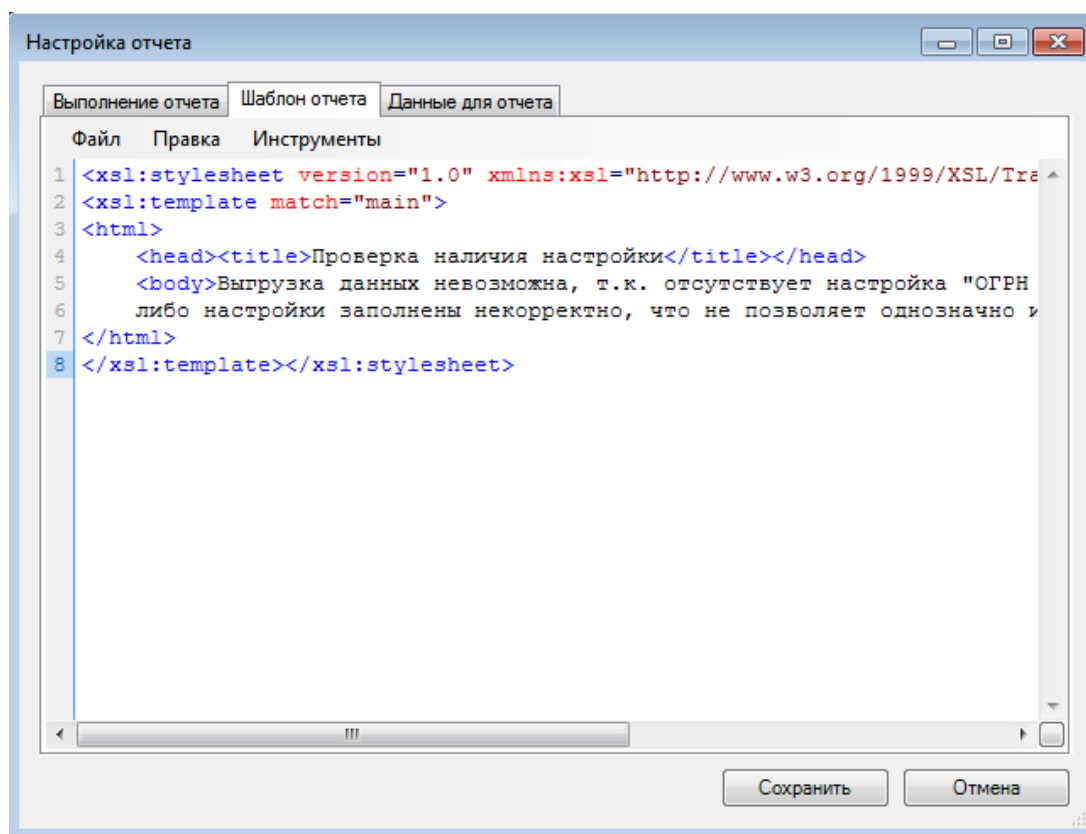 Настройка отчета
Выполнение отчета Шаблон отчета Данные для отчета
Файл Правка Инструменты
1 <xsl:stylesheet version="1.0" xmlns:xsl="http://www.w3.org/1999/XSL/Tra
2 <xsl:template match="main">
3 <html>
4 <head><title>Проверка наличия настройки</title></head>
5 <body>Выгрузка данных невозможна, т.к. отсутствует настройка "ОГРН
6 либо настройки заполнены некорректно, что не позволяет однозначно и
7 </html>
8 </xsl:template></xsl:stylesheet>
Сохранить Отмена